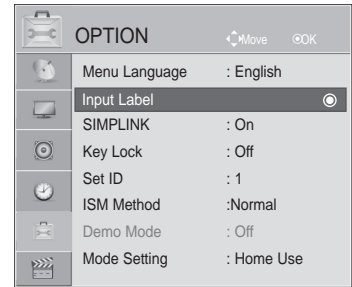 OPTION
Move
OK
Menu Language : English
Input Label
SIMPLINK : On
Key Lock : Off
Set ID : 1
ISM Method :Normal
Demo Mode : Off
Mode Setting : Home Use